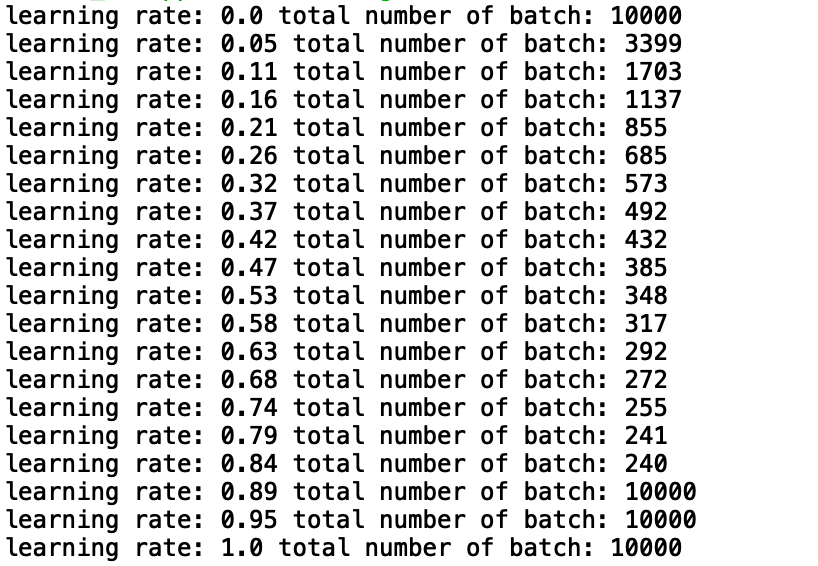 learning rate: 0.0 total number of batch: 10000
learning rate: 0.05 total number of batch: 3399
learning rate: 0.11 total number of batch: 1703
learning rate: 0.16 total number of batch: 1137
learning rate: 0.21 total number of batch: 855
learning rate: 0.26 total number of batch: 685
learning rate: 0.32 total number of batch: 573
learning rate: 0.37 total number of batch: 492
learning rate: 0.42 total number of batch: 432
learning rate: 0.47 total number of batch: 385
learning rate: 0.53 total number of batch: 348
learning rate: 0.58 total number of batch: 317
learning rate: 0.63 total number of batch: 292
learning rate: 0.68 total number of batch: 272
learning rate: 0.74 total number of batch: 255
learning rate: 0.79 total number of batch: 241
learning rate: 0.84 total number of batch: 240
learning rate: 0.89 total number of batch: 10000
learning rate: 0.95 total number of batch: 10000
learning rate: 1.0 total number of batch: 10000